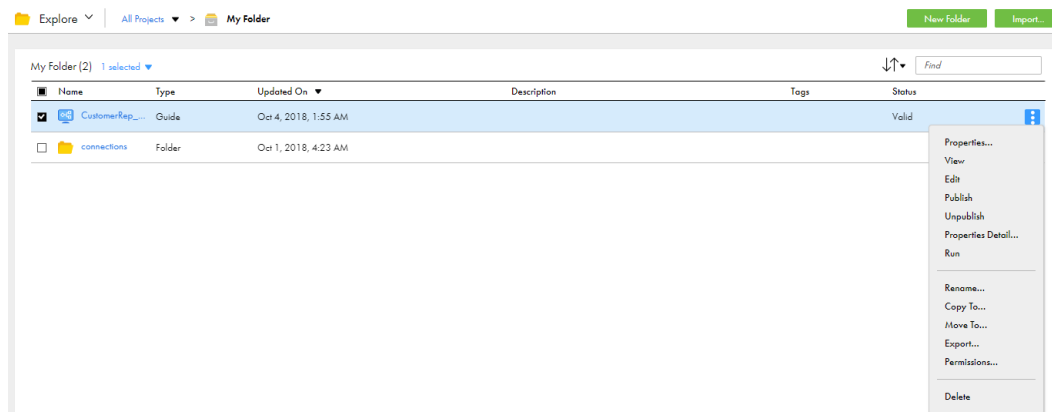 Explore All Projects > My Folder New Folder Import...
My Folder (2) 1 selected Find
Name Type Updated On Description Tags Status
CustomerRep_... Guide Oct 4, 2018, 1:55 AM Valid
connections Folder Oct 1, 2018, 4:23 AM
Properties...
View
Edit
Publish
Unpublish
Properties Detail...
Run
Rename...
Copy To...
Move To...
Export...
Permissions...
Delete